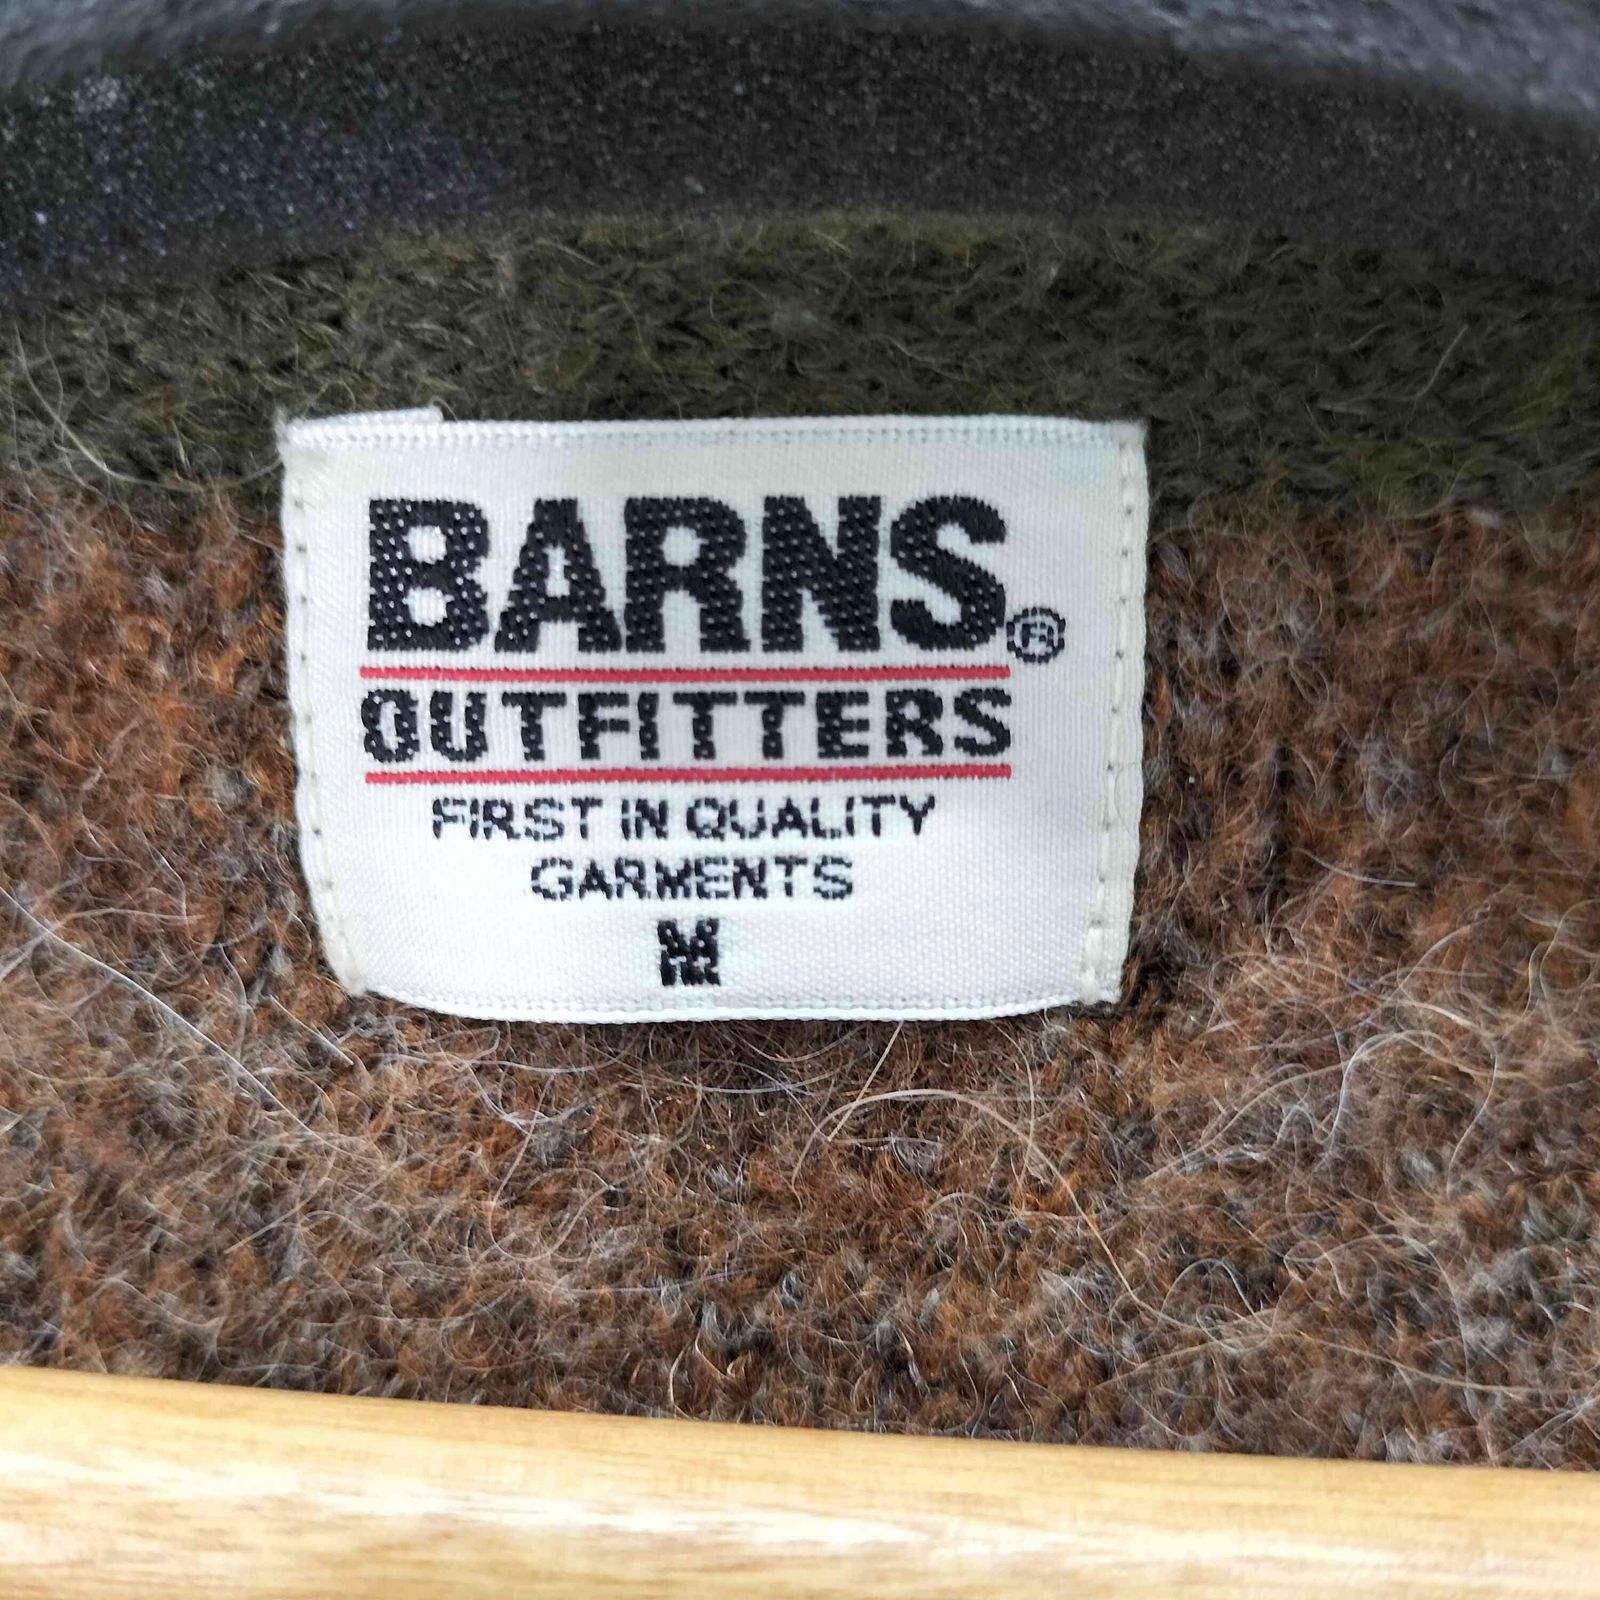 BARNS®
OUTFITTERS
FIRST IN QUALITY
GARMENTS
M